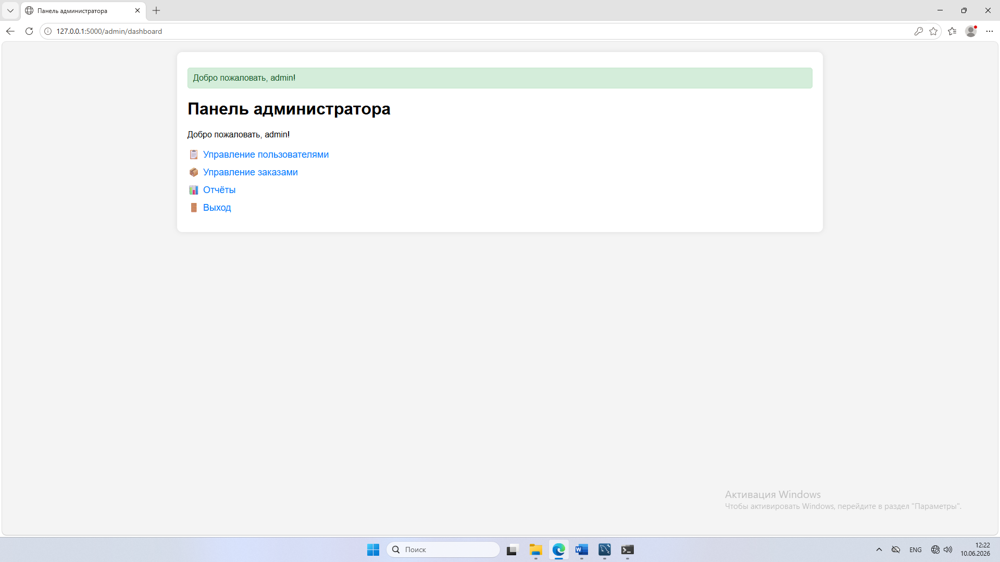 Панель администратора
127.0.0.1:5000/admin/dashboard
Добро пожаловать, admin!
Панель администратора
Добро пожаловать, admin!
Управление пользователями
Управление заказами
Отчёты
Выход
Активация Windows
Чтобы активировать Windows, перейдите в раздел "Параметры".
Поиск
ENG
12:22
10.06.2026